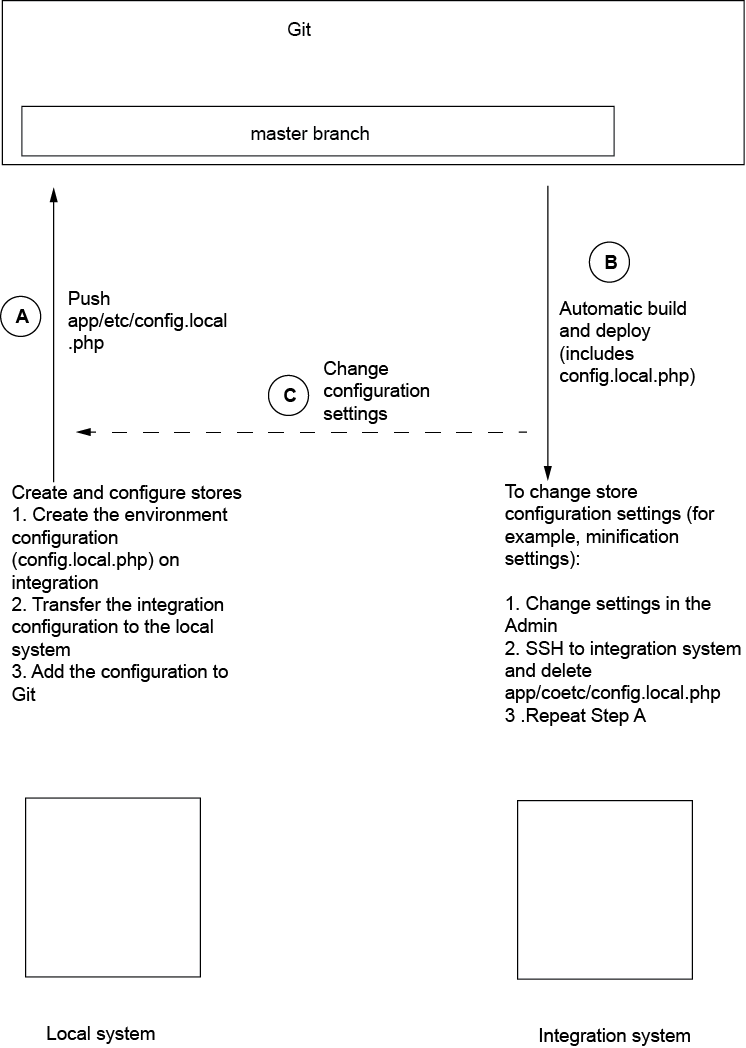 Git
master branch
A
Push
app/etc/config.local
.php
B
Automatic build
and deploy
(includes
config.local.php)
C
Change
configuration
settings
Create and configure stores
1. Create the environment
configuration
(config.local.php) on
integration
2. Transfer the integration
configuration to the local
system
3. Add the configuration to
Git
To change store
configuration settings (for
example, minification
settings):
1. Change settings in the
Admin
2. SSH to integration system
and delete
app/coetc/config.local.php
3 .Repeat Step A
Local system
Integration system